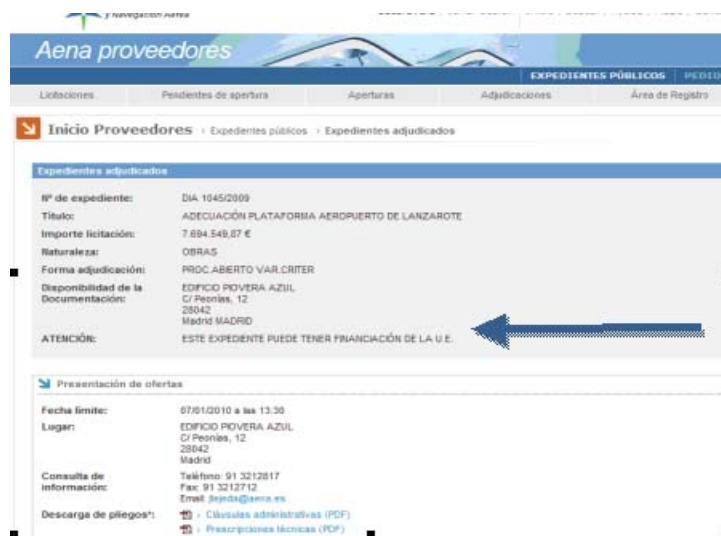 y Navegación Aérea
Aena proveedores
EXPEDIENTES PÚBLICOS
Licitaciones Pendientes de apertura Aperturas Adjudicaciones Área de Registro
Inicio Proveedores › Expedientes públicos › Expedientes adjudicados
Expedientes adjudicados
Nº de expediente: DIA 1045/2009
Título: ADECUACIÓN PLATAFORMA AEROPUERTO DE LANZAROTE
Importe licitación: 7.694.549,87 €
Naturaleza: OBRAS
Forma adjudicación: PROC.ABIERTO VAR.CRITER
Disponibilidad de la EDIFICIO PIOVERA AZUL
Documentación: C/ Peonías, 12
28042
Madrid MADRID
ATENCIÓN: ESTE EXPEDIENTE PUEDE TENER FINANCIACIÓN DE LA U.E.
Presentación de ofertas
Fecha límite: 07/01/2010 a las 13:30
Lugar: EDIFICIO PIOVERA AZUL
C/ Peonías, 12
28042
Madrid
Consulta de Teléfono: 91 3212817
información: Fax: 91 3212712
Email: jtejeda@aena.es
Descarga de pliegos*: › Cláusulas administrativas (PDF)
› Prescripciones técnicas (PDF)